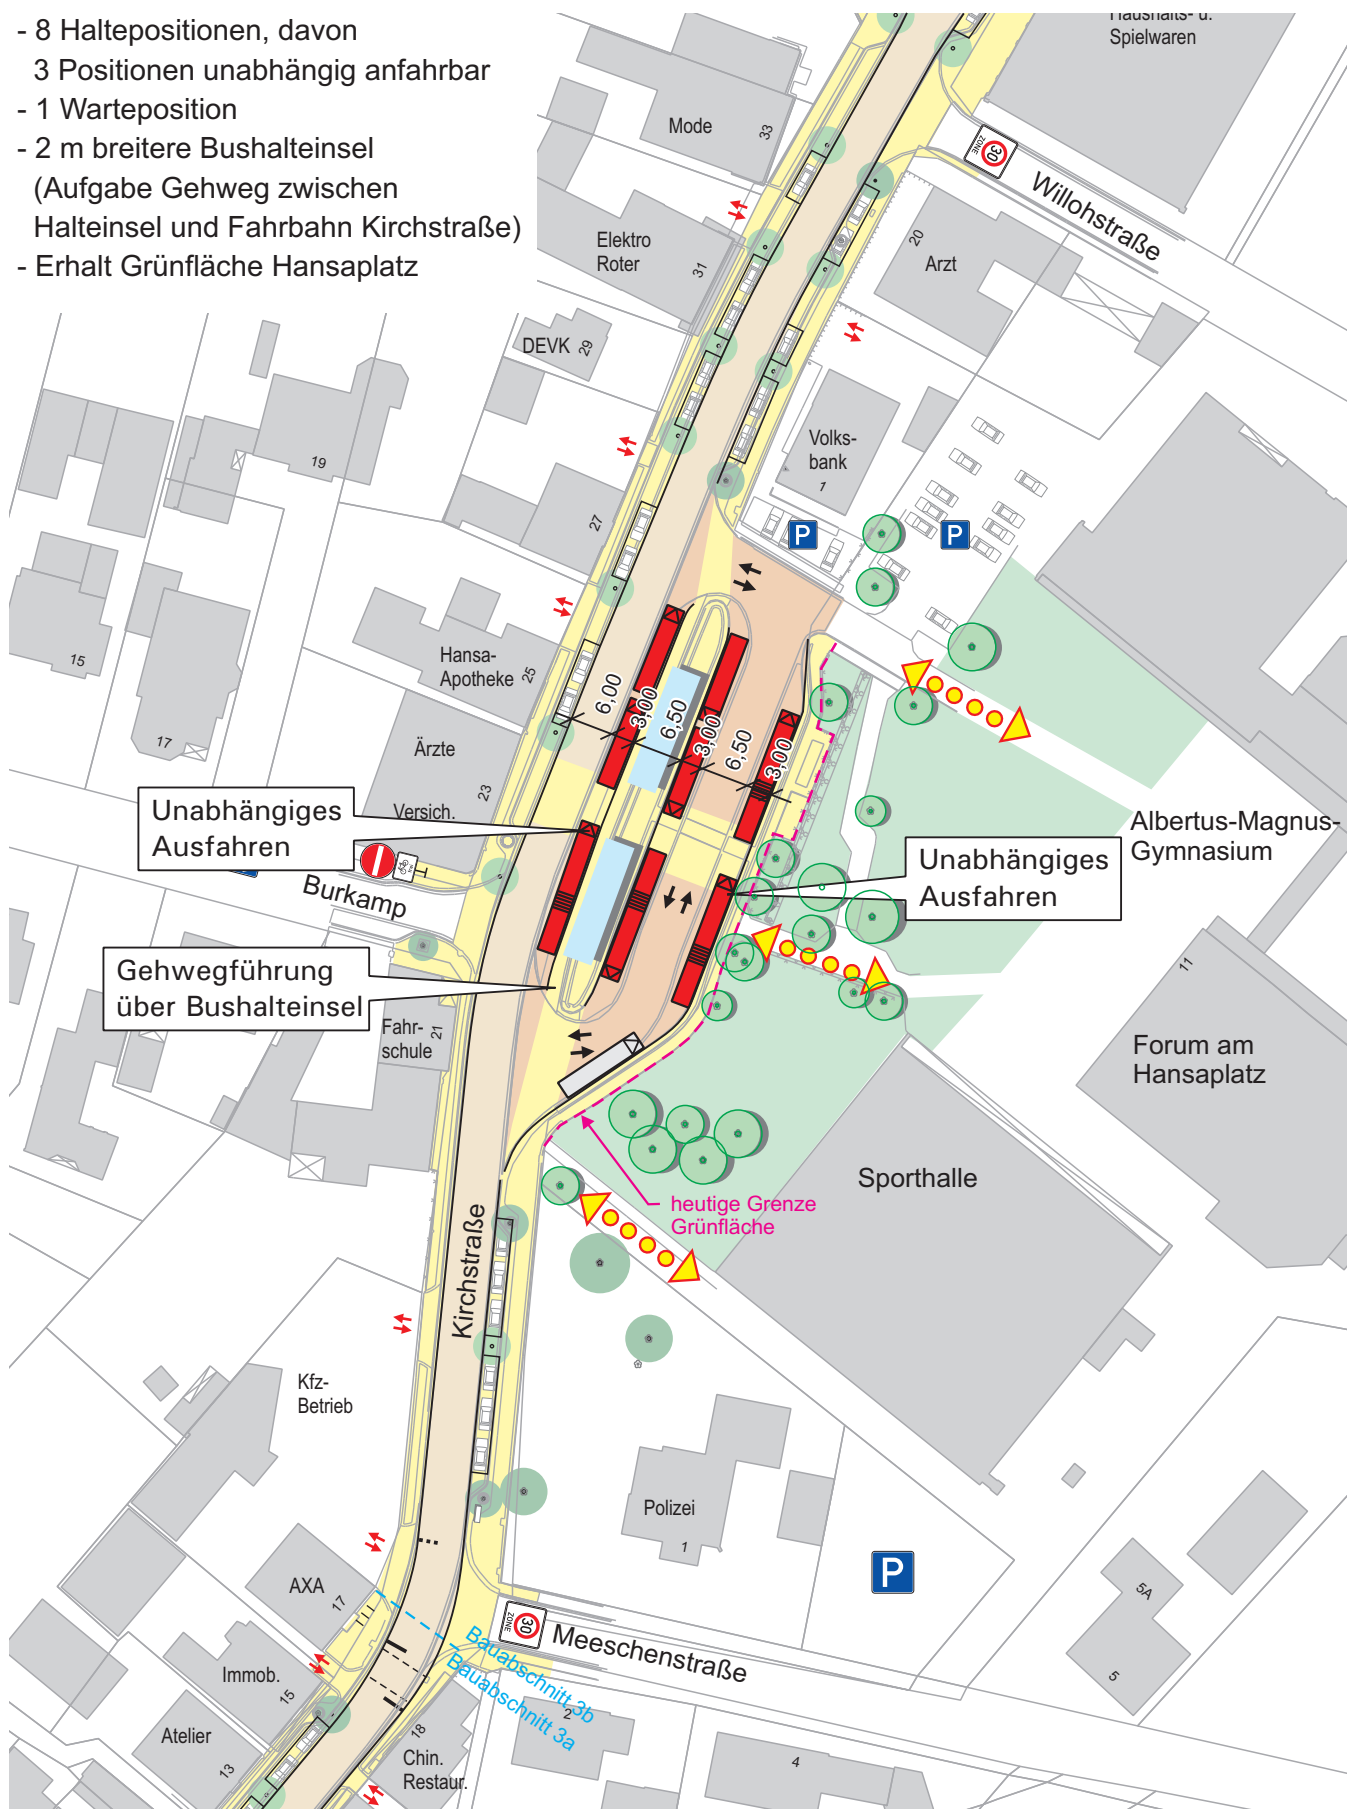 - 8 Haltepositionen, davon
3 Positionen unabhängig anfahrbar
- 1 Warteposition
- 2 m breitere Bushalteinsel
(Aufgabe Gehweg zwischen
Halteinsel und Fahrbahn Kirchstraße)
- Erhalt Grünfläche Hansaplatz
Haushalts- u.
Spielwaren
Mode
33
30
ZONE
Willohstraße
Elektro
Roter
31
20
Arzt
DEVK
29
Volks-
bank
1
19
27
P
P
15
Hansa-
Apotheke
25
17
Ärzte
23
Versich.
6,00
3,00
6,50
3,00
6,50
3,00
Unabhängiges
Ausfahren
Albertus-Magnus-
Gymnasium
Unabhängiges
Ausfahren
Burkamp
Gehwegführung
über Bushalteinsel
Fahr-
schule
21
11
Forum am
Hansaplatz
Sporthalle
heutige Grenze
Grünfläche
Kirchstraße
Kfz-
Betrieb
Polizei
1
P
AXA
17
30
ZONE
Meeschenstraße
Bauabschnitt 3b
Bauabschnitt 3a
5A
5
Immob.
15
2
Atelier
13
18
Chin.
Restaur.
4